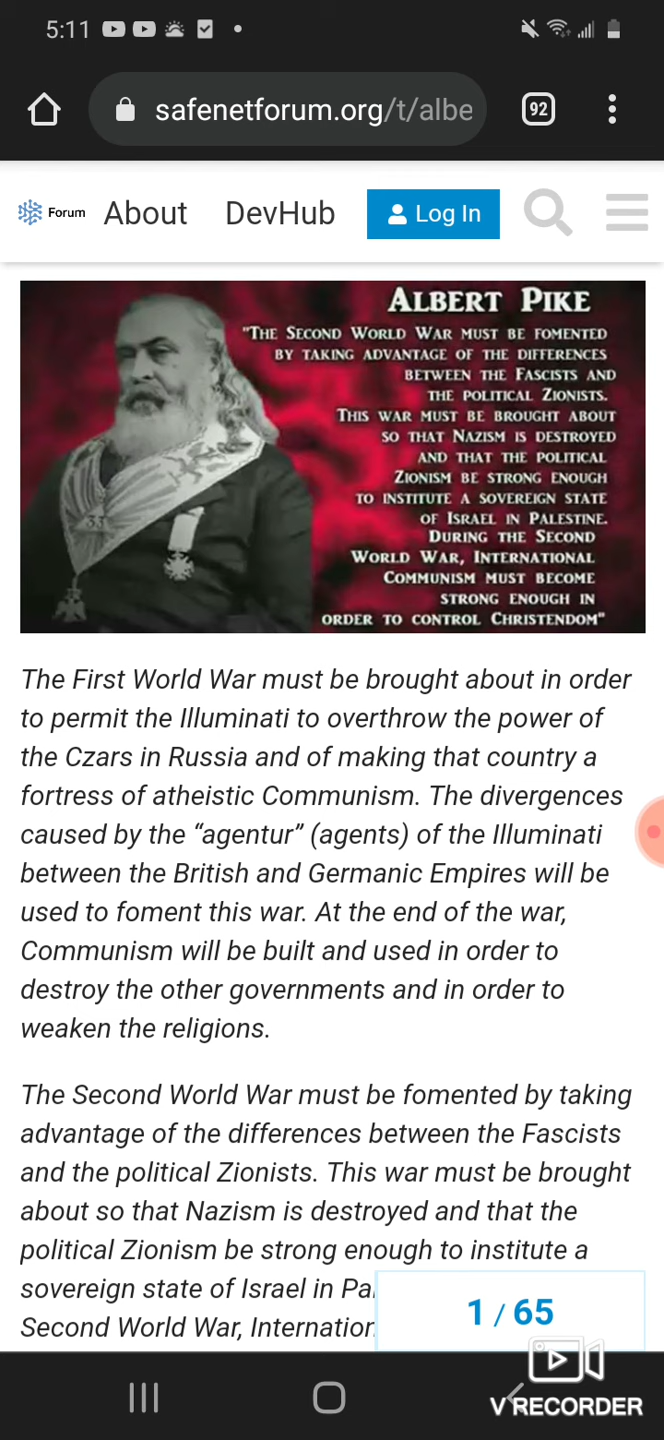 5:11
92
safenetforum.org/t/albe
Forum About DevHub Log In
ALBERT PIKE
"THE SECOND WORLD WAR MUST BE FOMENTED
BY TAKING ADVANTAGE OF THE DIFFERENCES
BETWEEN THE FASCISTS AND
THE POLITICAL ZIONISTS.
THIS WAR MUST BE BROUGHT ABOUT
SO THAT NAZISM IS DESTROYED
AND THAT THE POLITICAL
ZIONISM BE STRONG ENOUGH
TO INSTITUTE A SOVEREIGN STATE
OF ISRAEL IN PALESTINE.
DURING THE SECOND
WORLD WAR, INTERNATIONAL
COMMUNISM MUST BECOME
STRONG ENOUGH IN
ORDER TO CONTROL CHRISTENDOM"
33
The First World War must be brought about in order
to permit the Illuminati to overthrow the power of
the Czars in Russia and of making that country a
fortress of atheistic Communism. The divergences
caused by the “agentur” (agents) of the Illuminati
between the British and Germanic Empires will be
used to foment this war. At the end of the war,
Communism will be built and used in order to
destroy the other governments and in order to
weaken the religions.
The Second World War must be fomented by taking
advantage of the differences between the Fascists
and the political Zionists. This war must be brought
about so that Nazism is destroyed and that the
political Zionism be strong enough to institute a
sovereign state of Israel in Pa
Second World War, Internation
1 / 65
V RECORDER